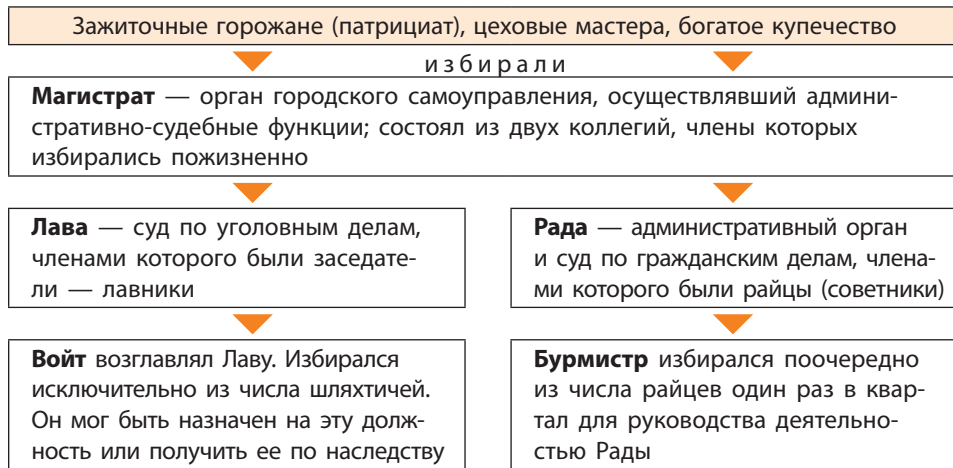 Зажиточные горожане (патрициат), цеховые мастера, богатое купечество
избирали
Магистрат — орган городского самоуправления, осуществлявший админи-
стративно-судебные функции; состоял из двух коллегий, члены которых
избирались пожизненно
Лава — суд по уголовным делам,
членами которого были заседате-
ли — лавники
Рада — административный орган
и суд по гражданским делам, члена-
ми которого были райцы (советники)
Войт возглавлял Лаву. Избирался
исключительно из числа шляхтичей.
Он мог быть назначен на эту долж-
ность или получить ее по наследству
Бурмистр избирался поочередно
из числа райцев один раз в квар-
тал для руководства деятельно-
стью Рады